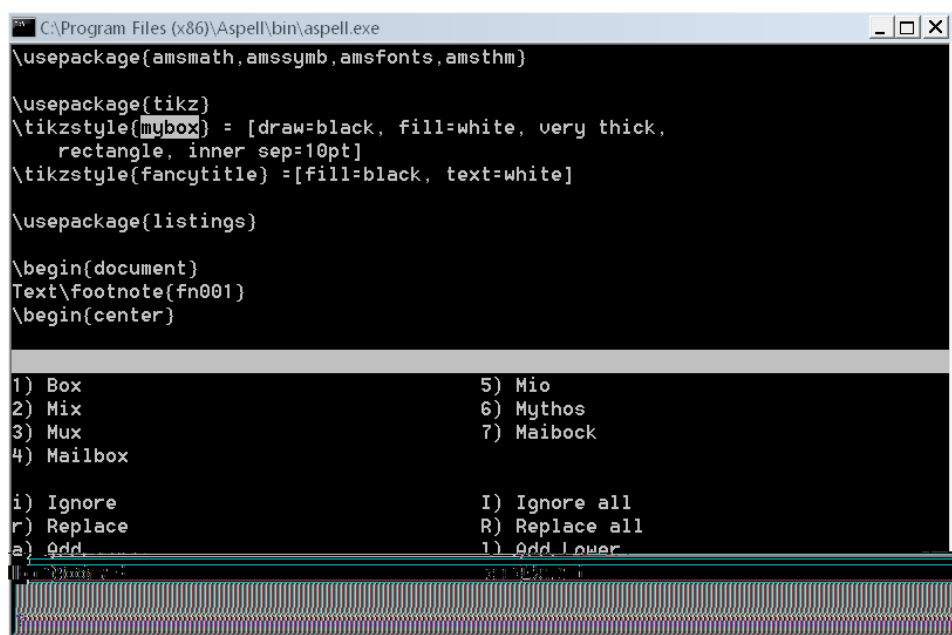 C:\Program Files (x86)\Aspell\bin\aspell.exe
\usepackage{amsmath,amssymb,amsfonts,amsthm}
\usepackage{tikz}
\tikzstyle{mybox} = [draw=black, fill=white, very thick,
    rectangle, inner sep=10pt]
\tikzstyle{fancytitle} =[fill=black, text=white]
\usepackage{listings}
\begin{document}
Text\footnote{fn001}
\begin{center}
1) Box 5) Mio
2) Mix 6) Mythos
3) Mux 7) Maibock
4) Mailbox
i) Ignore I) Ignore all
r) Replace R) Replace all
a) Add l) Add Lower